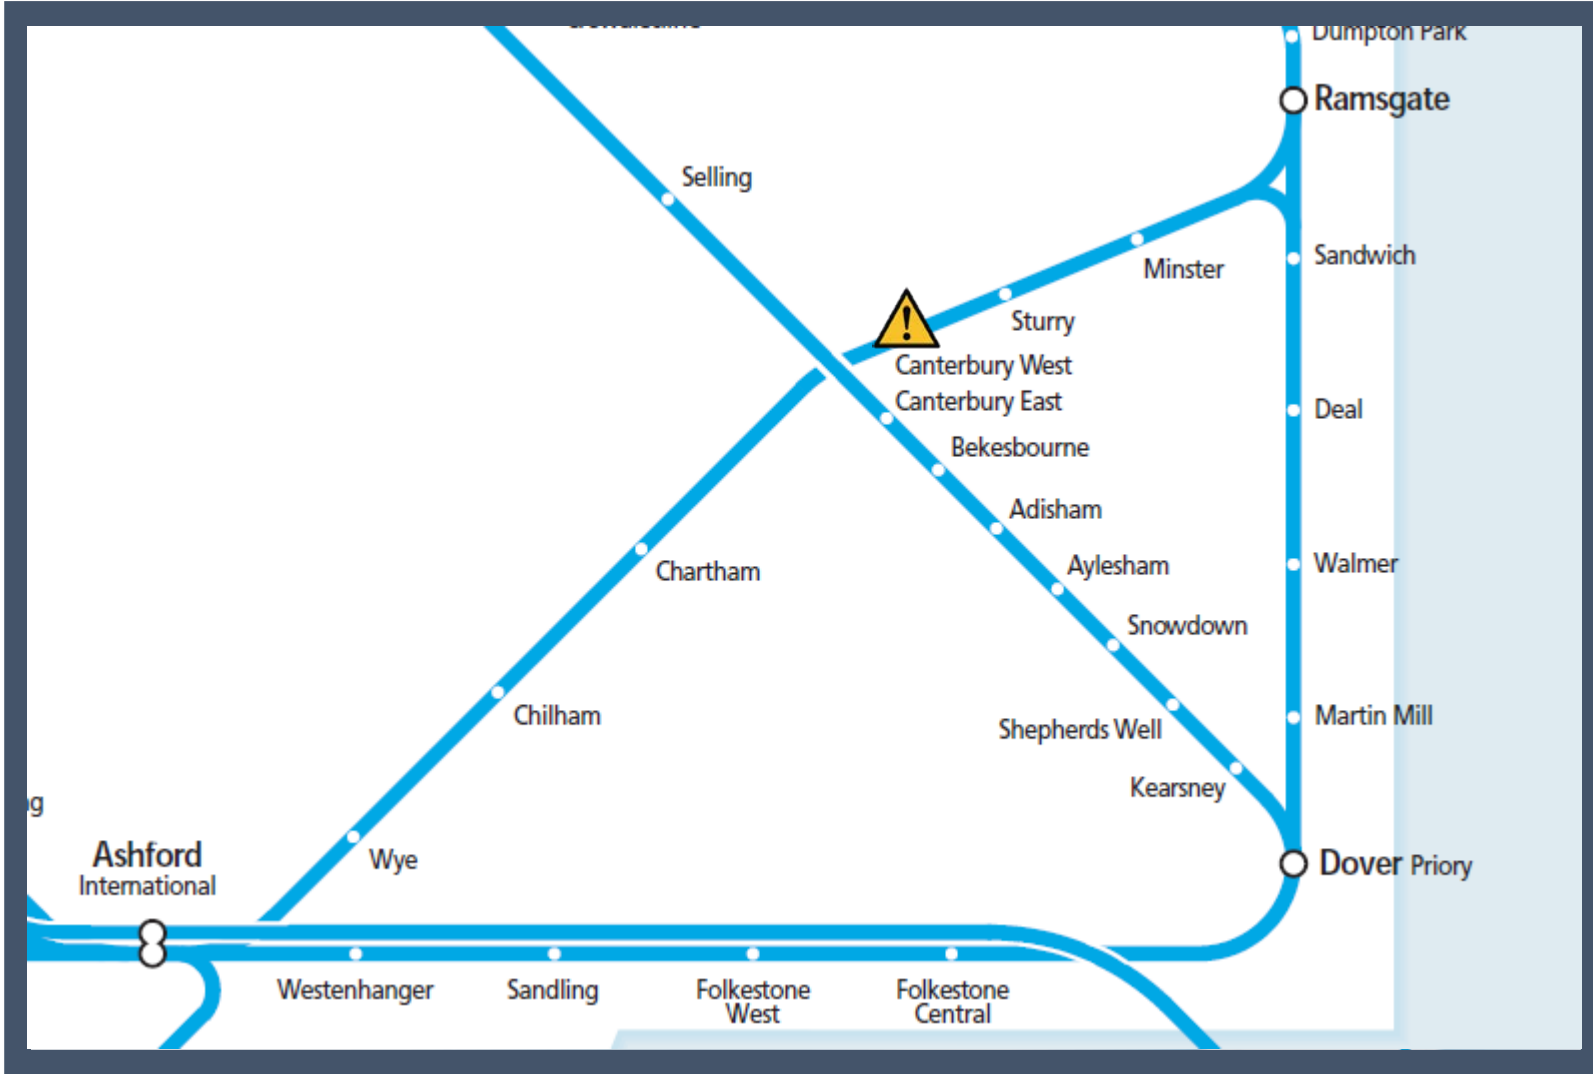 Dumpton Park
Ramsgate
Selling
Sandwich
Minster
Sturry
!
Canterbury West
Canterbury East
Deal
Bekesbourne
Adisham
Aylesham
Walmer
Chartham
Snowdown
Chilham
Martin Mill
Shepherds Well
Kearsney
Ashford
International
Wye
Dover Priory
Westenhanger
Sandling
Folkestone
West
Folkestone
Central